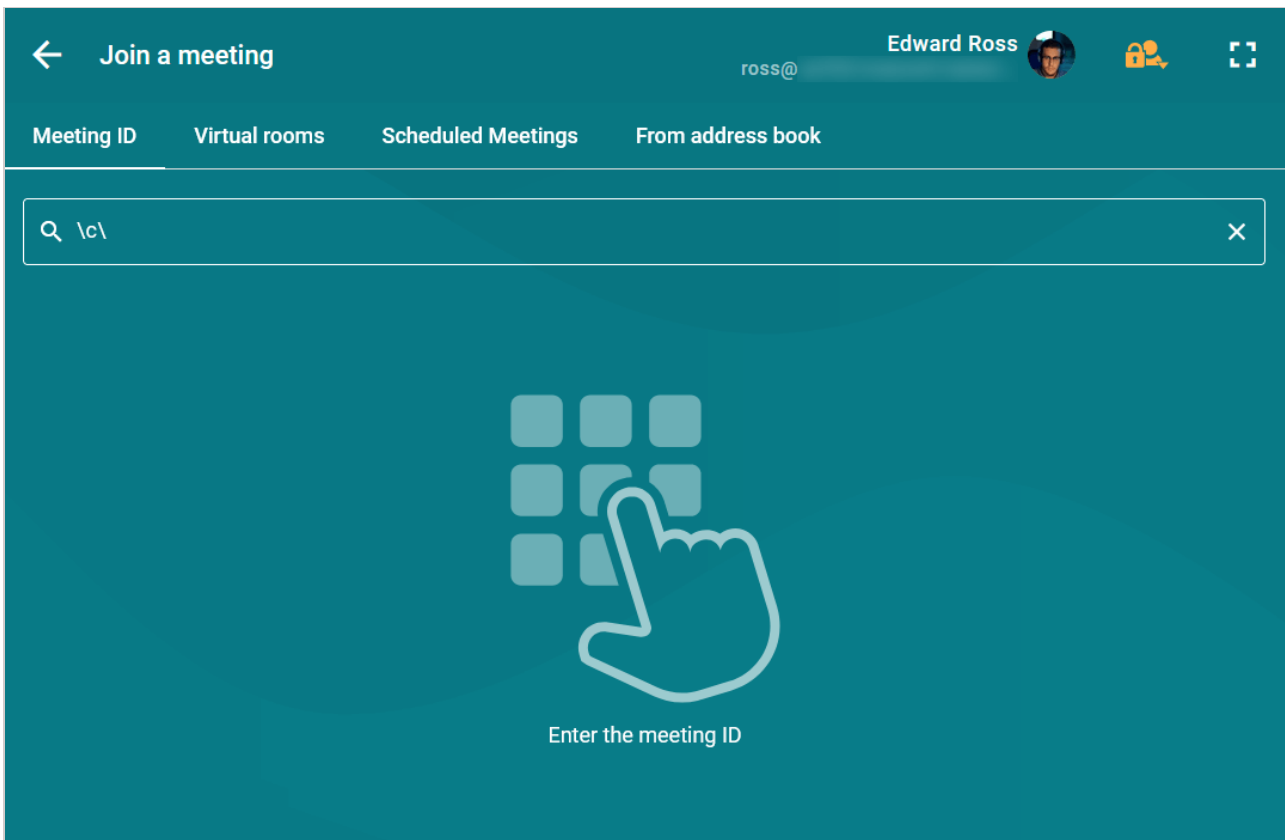 Join a meeting
Edward Ross
ross@
Meeting ID Virtual rooms Scheduled Meetings From address book
\c\
Enter the meeting ID